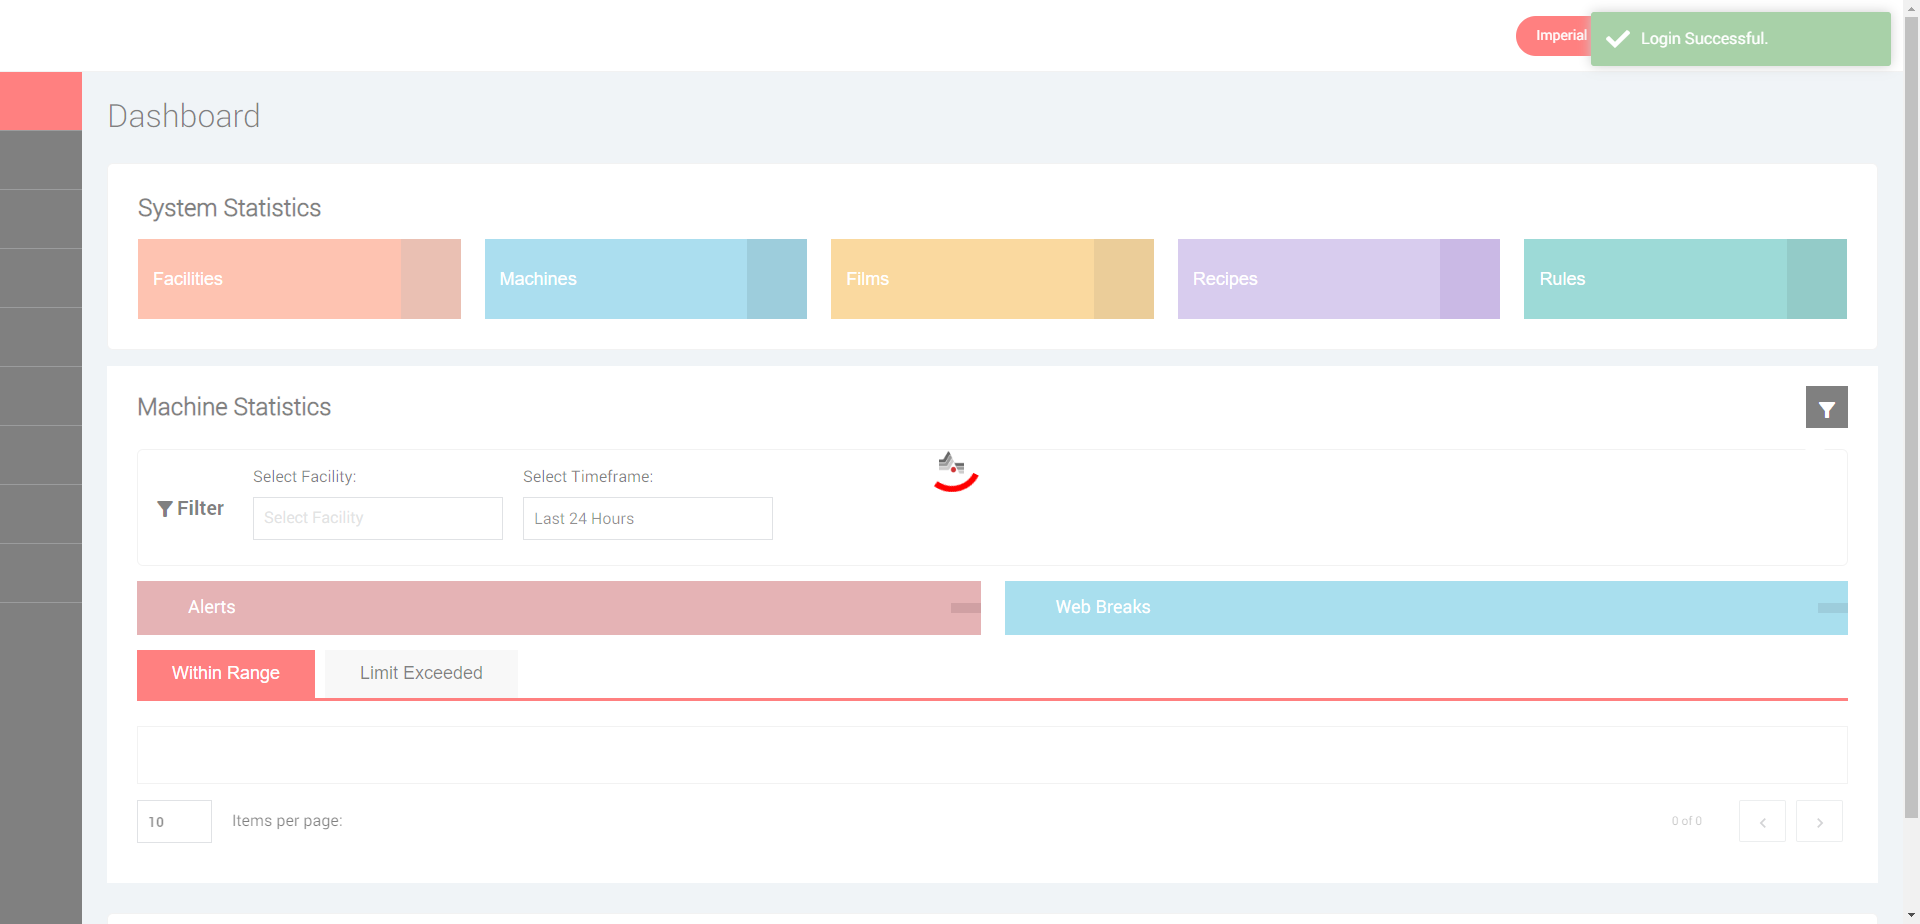 Imperial
Login Successful.
Dashboard
System Statistics
Facilities
Machines
Films
Recipes
Rules
Machine Statistics
Filter
Select Facility:
Select Facility
Select Timeframe:
Last 24 Hours
Alerts
Web Breaks
Within Range
Limit Exceeded
10
Items per page:
0 of 0